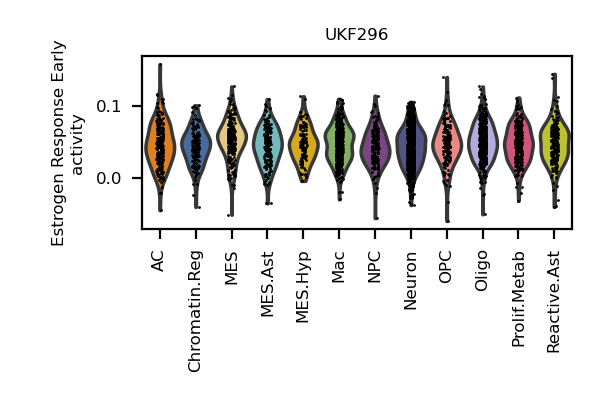 UKF296
Estrogen Response Early
activity
0.1
0.0
AC
Chromatin.Reg
MES
MES.Ast
MES.Hyp
Mac
NPC
Neuron
OPC
Oligo
Prolif.Metab
Reactive.Ast